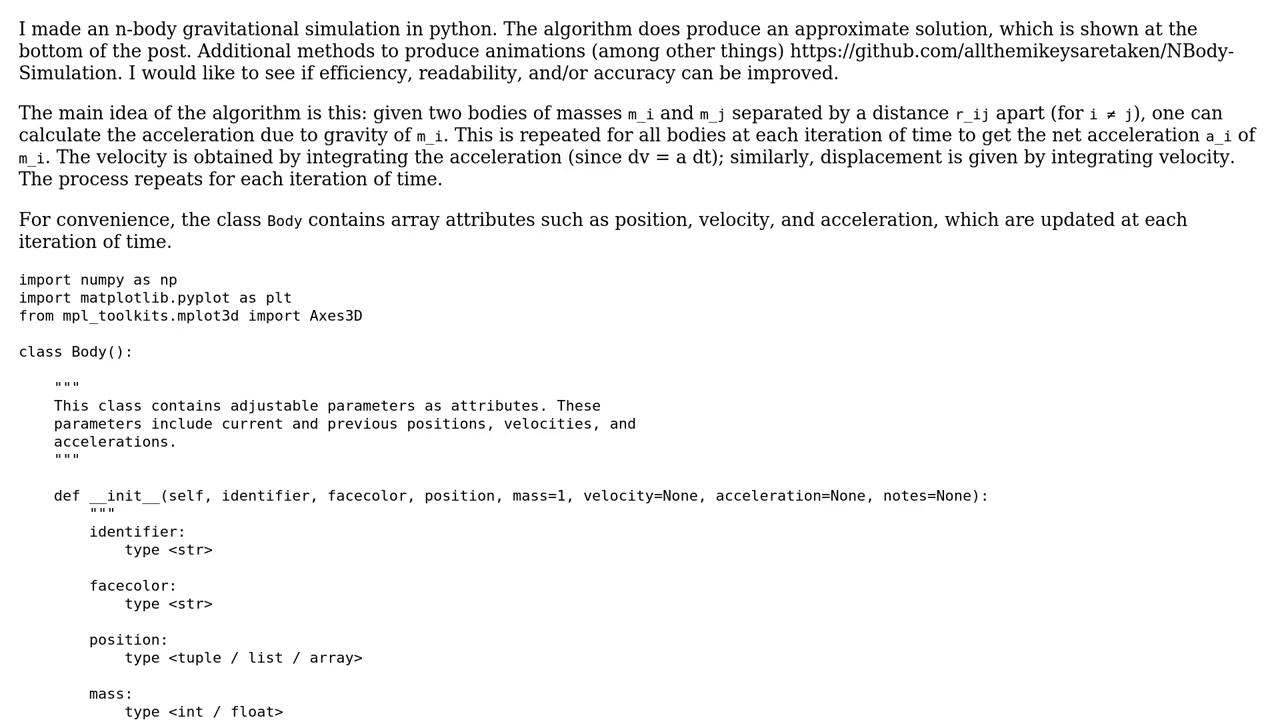 I made an n-body gravitational simulation in python. The algorithm does produce an approximate solution, which is shown at the
bottom of the post. Additional methods to produce animations (among other things) https://github.com/allthemikeysaretaken/NBody-
Simulation. I would like to see if efficiency, readability, and/or accuracy can be improved.
The main idea of the algorithm is this: given two bodies of masses m_i and m_j separated by a distance r_ij apart (for i ≠ j), one can
calculate the acceleration due to gravity of m_i. This is repeated for all bodies at each iteration of time to get the net acceleration a_i of
m_i. The velocity is obtained by integrating the acceleration (since dv = a dt); similarly, displacement is given by integrating velocity.
The process repeats for each iteration of time.
For convenience, the class Body contains array attributes such as position, velocity, and acceleration, which are updated at each
iteration of time.
import numpy as np
import matplotlib.pyplot as plt
from mpl_toolkits.mplot3d import Axes3D
class Body():
    """
    This class contains adjustable parameters as attributes. These
    parameters include current and previous positions, velocities, and
    accelerations.
    """
    def __init__(self, identifier, facecolor, position, mass=1, velocity=None, acceleration=None, notes=None):
        """
        identifier:
            type <str>
        facecolor:
            type <str>
        position:
            type <tuple / list / array>
        mass:
            type <int / float>